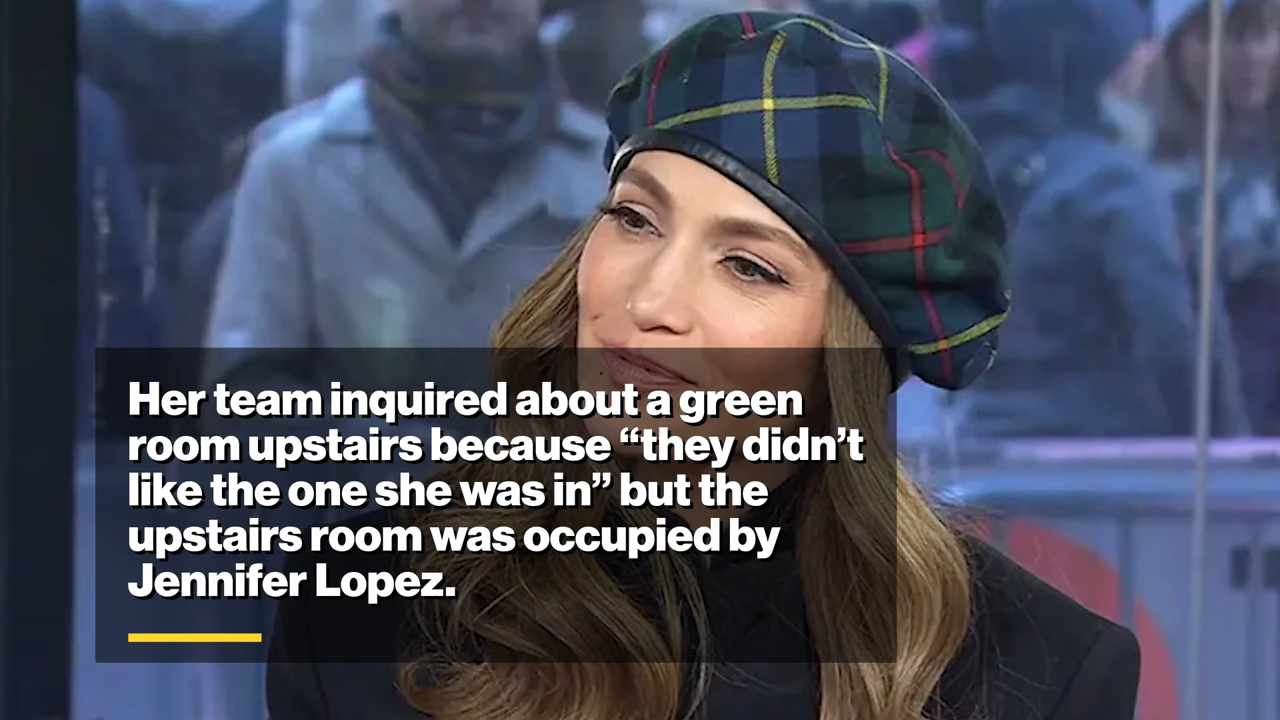 Her team inquired about a green
room upstairs because “they didn’t
like the one she was in” but the
upstairs room was occupied by
Jennifer Lopez.